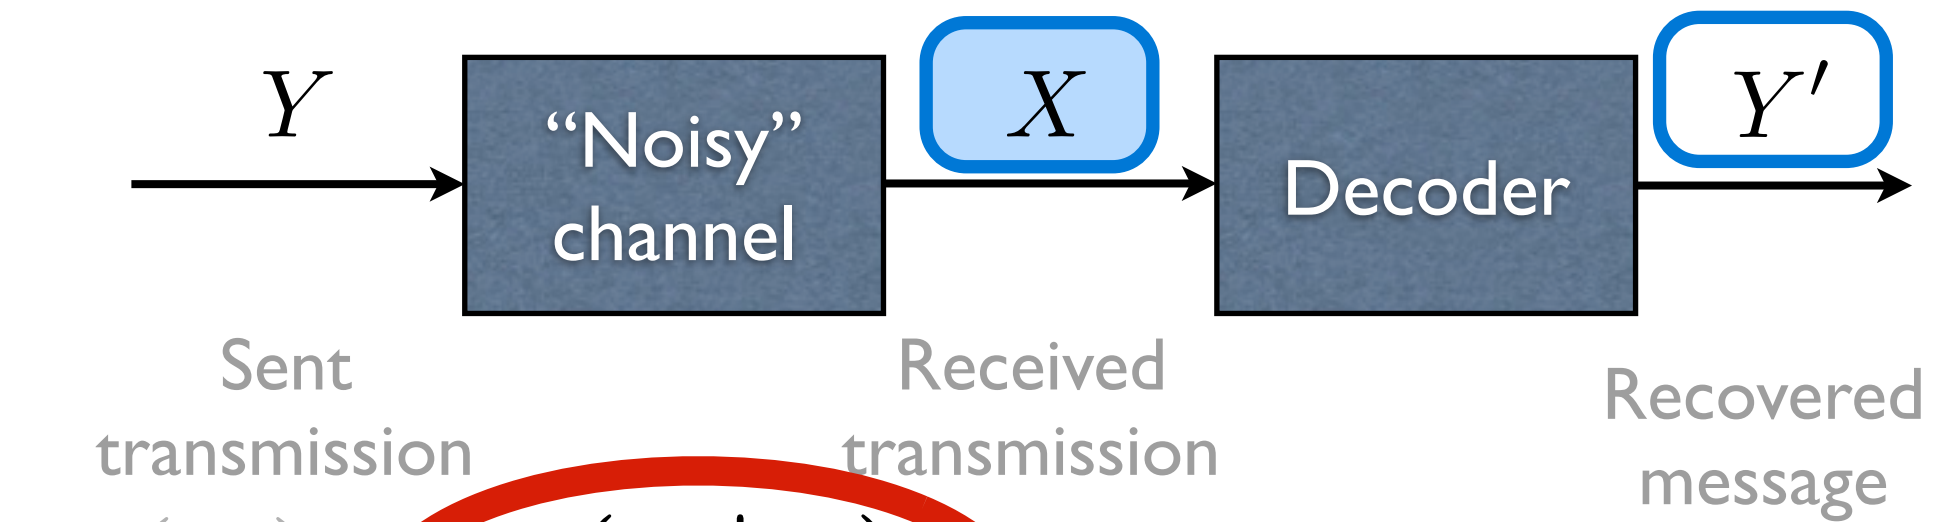 Y
“Noisy”
channel
X
Decoder
Y′
Sent
transmission
Received
transmission
Recovered
message